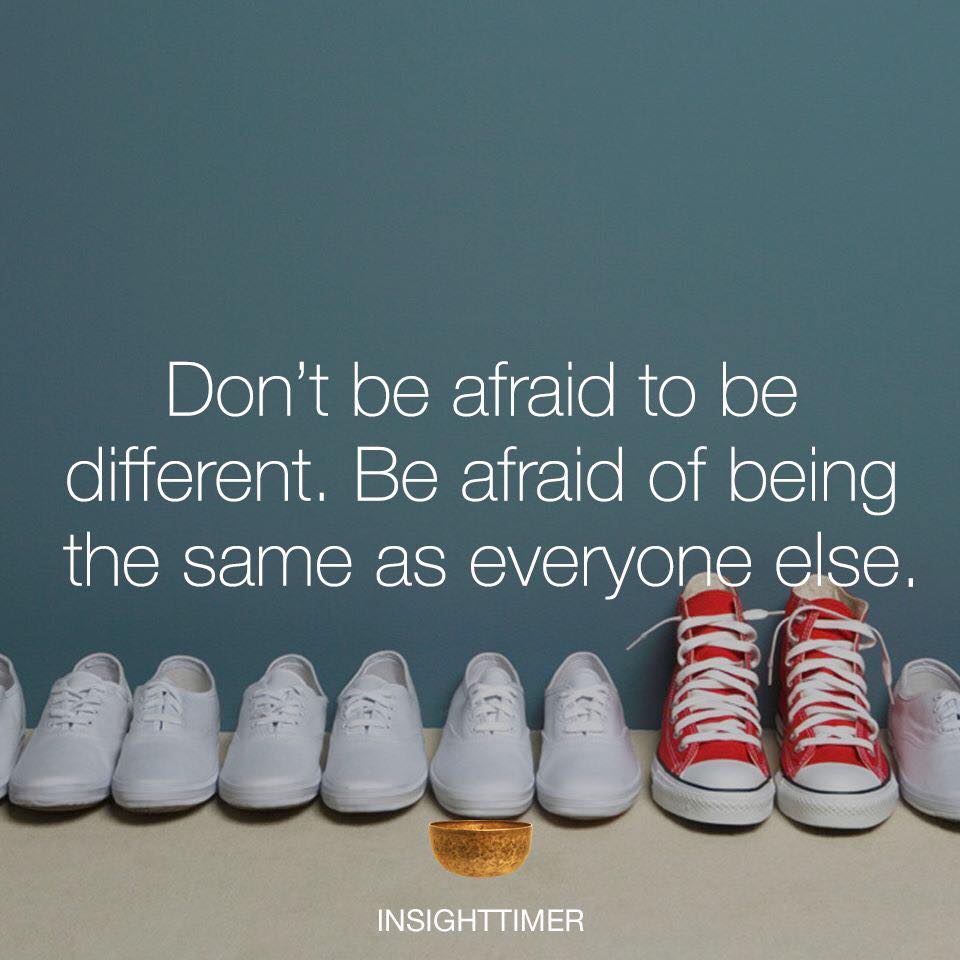 Don’t be afraid to be
different. Be afraid of being
the same as everyone else.
INSIGHTTIMER